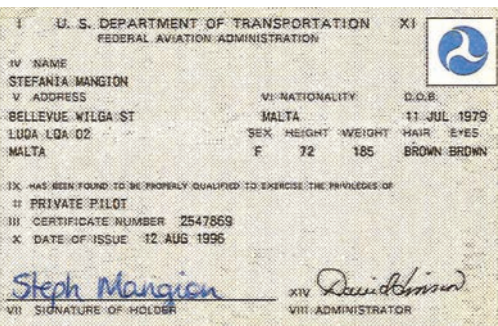 I U. S. DEPARTMENT OF TRANSPORTATION XI
FEDERAL AVIATION ADMINISTRATION
IV NAME
STEFANIA MANGION
V ADDRESS VI NATIONALITY D.O.B.
BELLEVUE WILGA ST MALTA 11 JUL 1979
LUQA LQA 02 SEX HEIGHT WEIGHT HAIR EYES
MALTA F 72 185 BROWN BROWN
IX HAS BEEN FOUND TO BE PROPERLY QUALIFIED TO EXERCISE THE PRIVILEGES OF
II PRIVATE PILOT
III CERTIFICATE NUMBER 2547869
X DATE OF ISSUE 12 AUG 1996
Steph Mangion XIV David Hinson
VII SIGNATURE OF HOLDER VIII ADMINISTRATOR